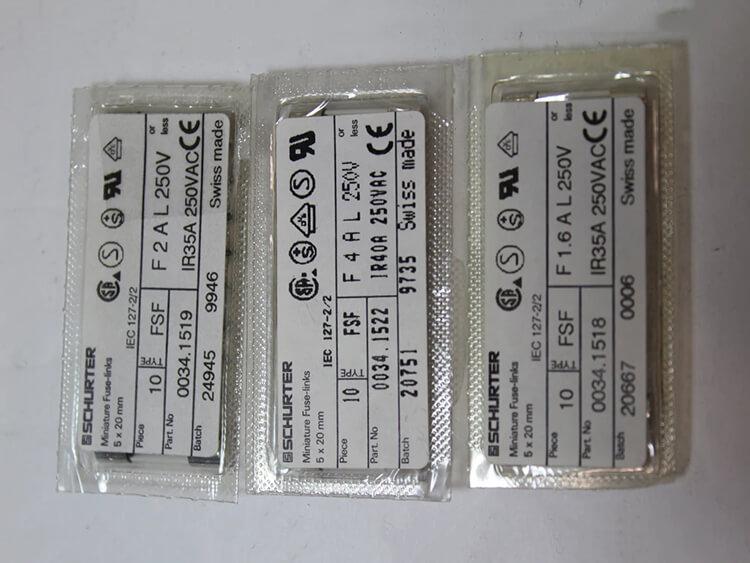 SCHURTER
Miniature Fuse-links
5 x 20 mm IEC 127-2/2
Piece 10 TYPE FSF F 2 A L 250V or less
Part. No 0034.1519 IR35A 250VAC CE
Batch 24945 9946 Swiss made
SCHURTER
Miniature Fuse-links
5 x 20 mm IEC 127-2/2
Piece 10 TYPE FSF F 4 A L 250V or less
Part. No 0034.1522 IR40A 250VAC CE
Batch 20751 9735 Swiss made
SCHURTER
Miniature Fuse-links
5 x 20 mm IEC 127-2/2
Piece 10 TYPE FSF F 1.6 A L 250V or less
Part. No 0034.1518 IR35A 250VAC CE
Batch 20667 0006 Swiss made